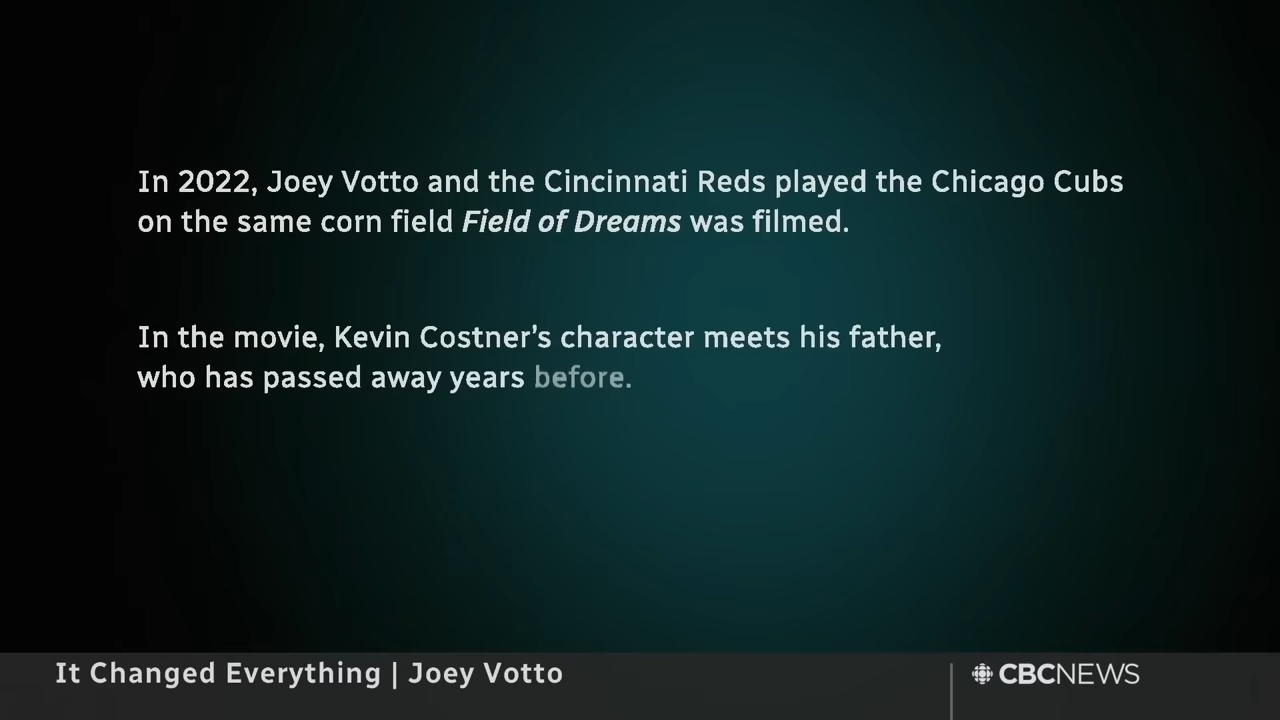 In 2022, Joey Votto and the Cincinnati Reds played the Chicago Cubs
on the same corn field Field of Dreams was filmed.
In the movie, Kevin Costner’s character meets his father,
who has passed away years before.
It Changed Everything | Joey Votto
CBCNEWS